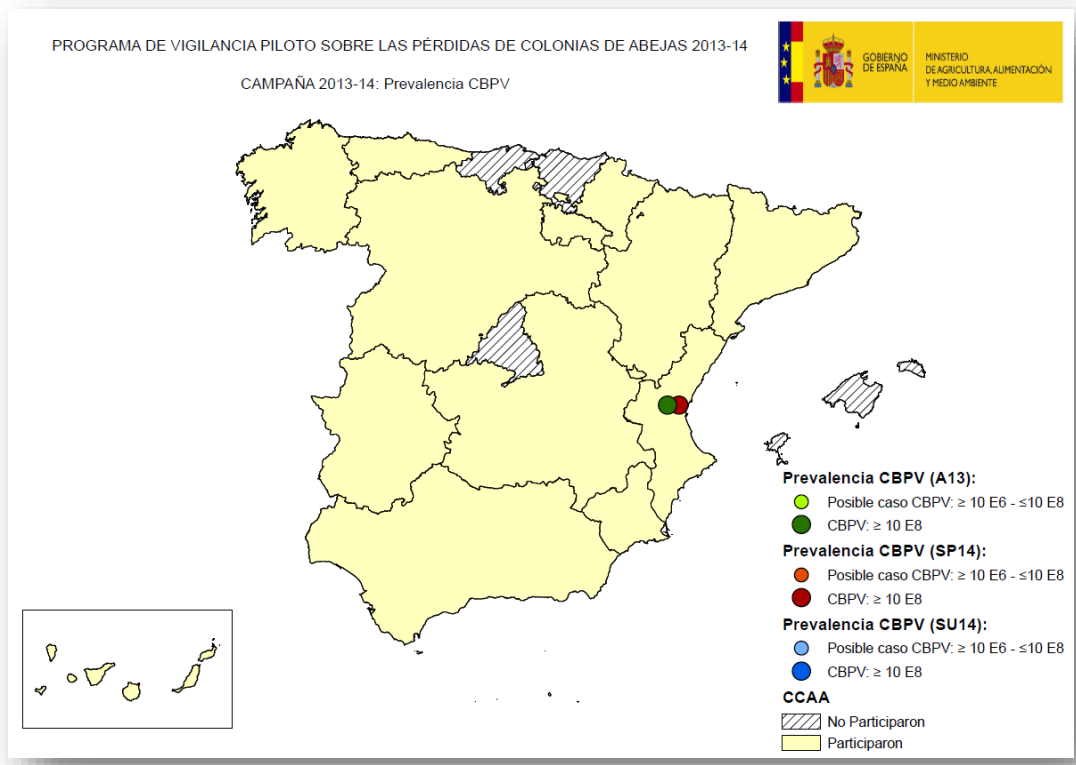 PROGRAMA DE VIGILANCIA PILOTO SOBRE LAS PÉRDIDAS DE COLONIAS DE ABEJAS 2013-14
CAMPAÑA 2013-14: Prevalencia CBPV
GOBIERNO
DE ESPAÑA
MINISTERIO
DE AGRICULTURA, ALIMENTACIÓN
Y MEDIO AMBIENTE
Prevalencia CBPV (A13):
Posible caso CBPV: ≥ 10 E6 - ≤10 E8
CBPV: ≥ 10 E8
Prevalencia CBPV (SP14):
Posible caso CBPV: ≥ 10 E6 - ≤10 E8
CBPV: ≥ 10 E8
Prevalencia CBPV (SU14):
Posible caso CBPV: ≥ 10 E6 - ≤10 E8
CBPV: ≥ 10 E8
CCAA
No Participaron
Participaron